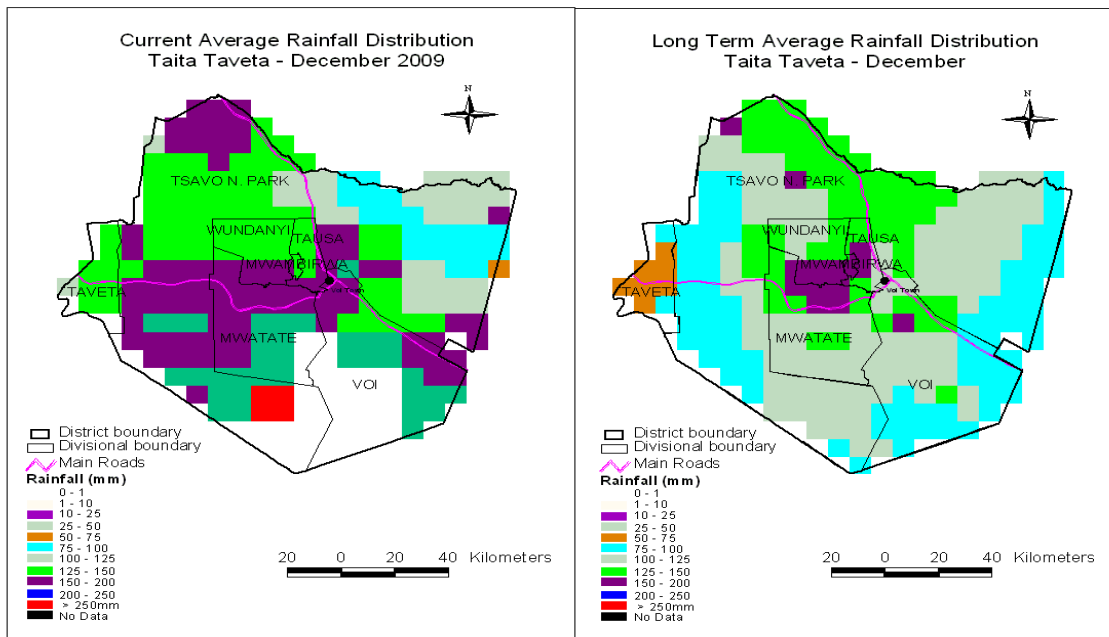 Current Average Rainfall Distribution
Taita Taveta - December 2009
N
TSAVO N. PARK
WUNDANYI
TAUSA
MWAMBIRWA
Voi Town
TAVETA
MWATATE
VOI
District boundary
Divisional boundary
Main Roads
Rainfall (mm)
0 - 1
1 - 10
10 - 25
25 - 50
50 - 75
75 - 100
100 - 125
125 - 150
150 - 200
200 - 250
> 250mm
No Data
20 0 20 40 Kilometers
Long Term Average Rainfall Distribution
Taita Taveta - December
N
TSAVO N. PARK
WUNDANYI
TAUSA
MWAMBIRWA
Voi Town
TAVETA
MWATATE
VOI
District boundary
Divisional boundary
Main Roads
Rainfall (mm)
0 - 1
1 - 10
10 - 25
25 - 50
50 - 75
75 - 100
100 - 125
125 - 150
150 - 200
200 - 250
> 250mm
No Data
20 0 20 40 Kilometers